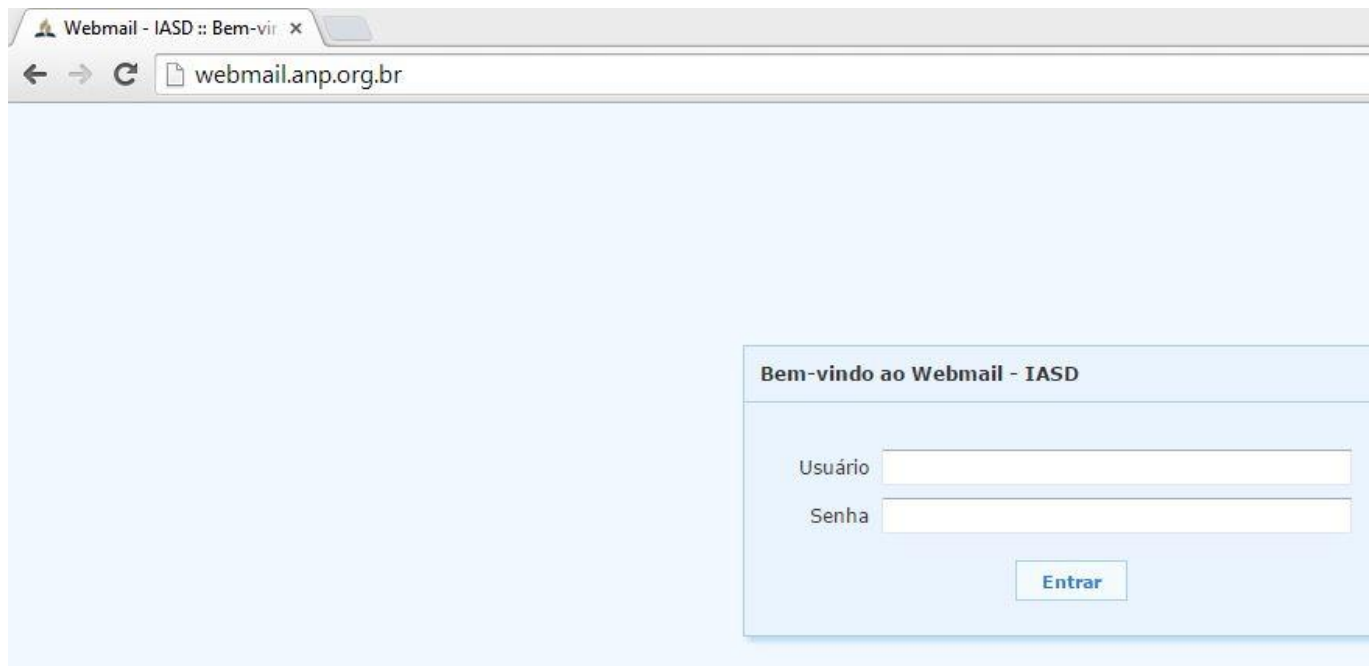 Webmail - IASD :: Bem-vir
webmail.anp.org.br
Bem-vindo ao Webmail - IASD
Usuário
Senha
Entrar